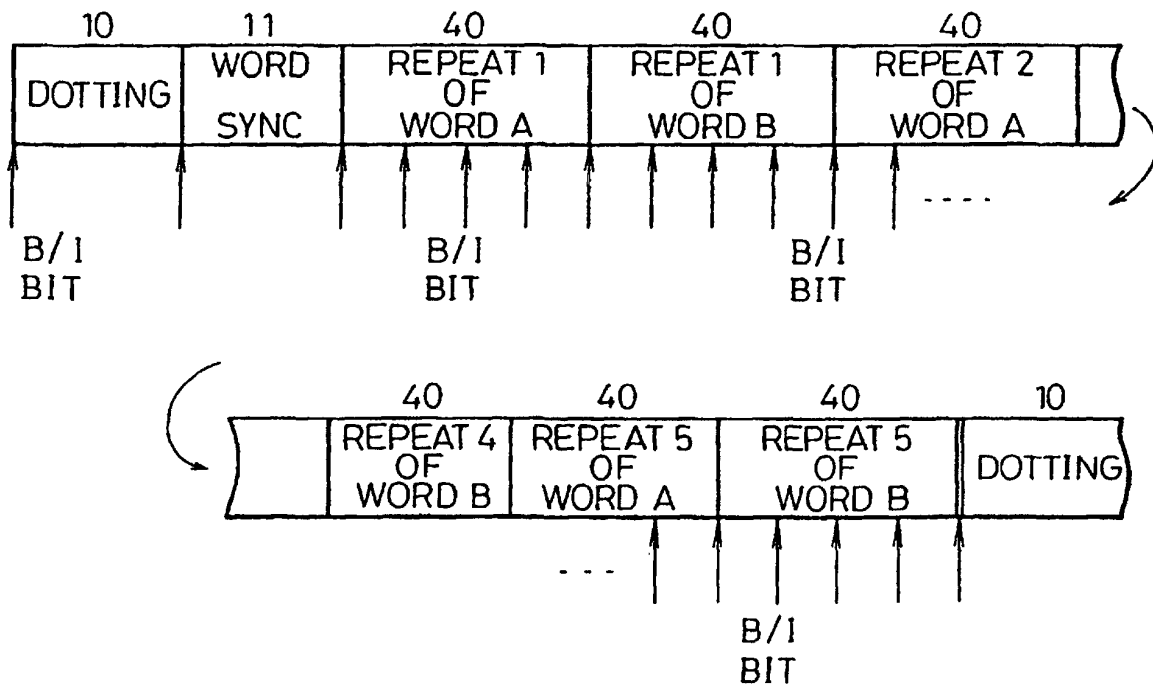 10 11 40 40 40
DOTTING
WORD
SYNC
REPEAT 1
OF
WORD A
REPEAT 1
OF
WORD B
REPEAT 2
OF
WORD A
- - - -
B/I
BIT
B/I
BIT
B/I
BIT
40 40 40 10
REPEAT 4
OF
WORD B
REPEAT 5
OF
WORD A
REPEAT 5
OF
WORD B
DOTTING
- - -
B/I
BIT